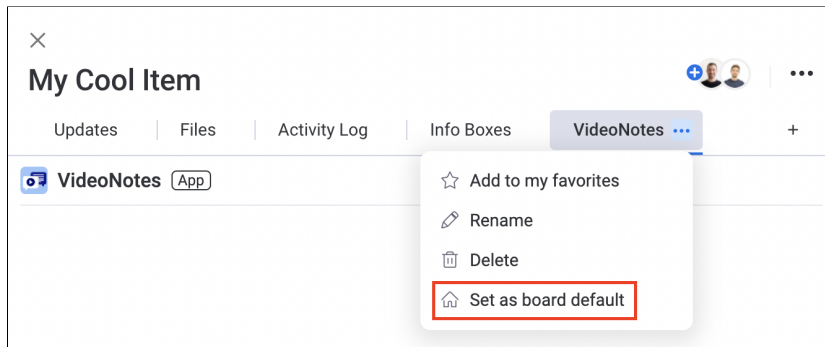 My Cool Item
Updates Files Activity Log Info Boxes VideoNotes
VideoNotes App
Add to my favorites
Rename
Delete
Set as board default